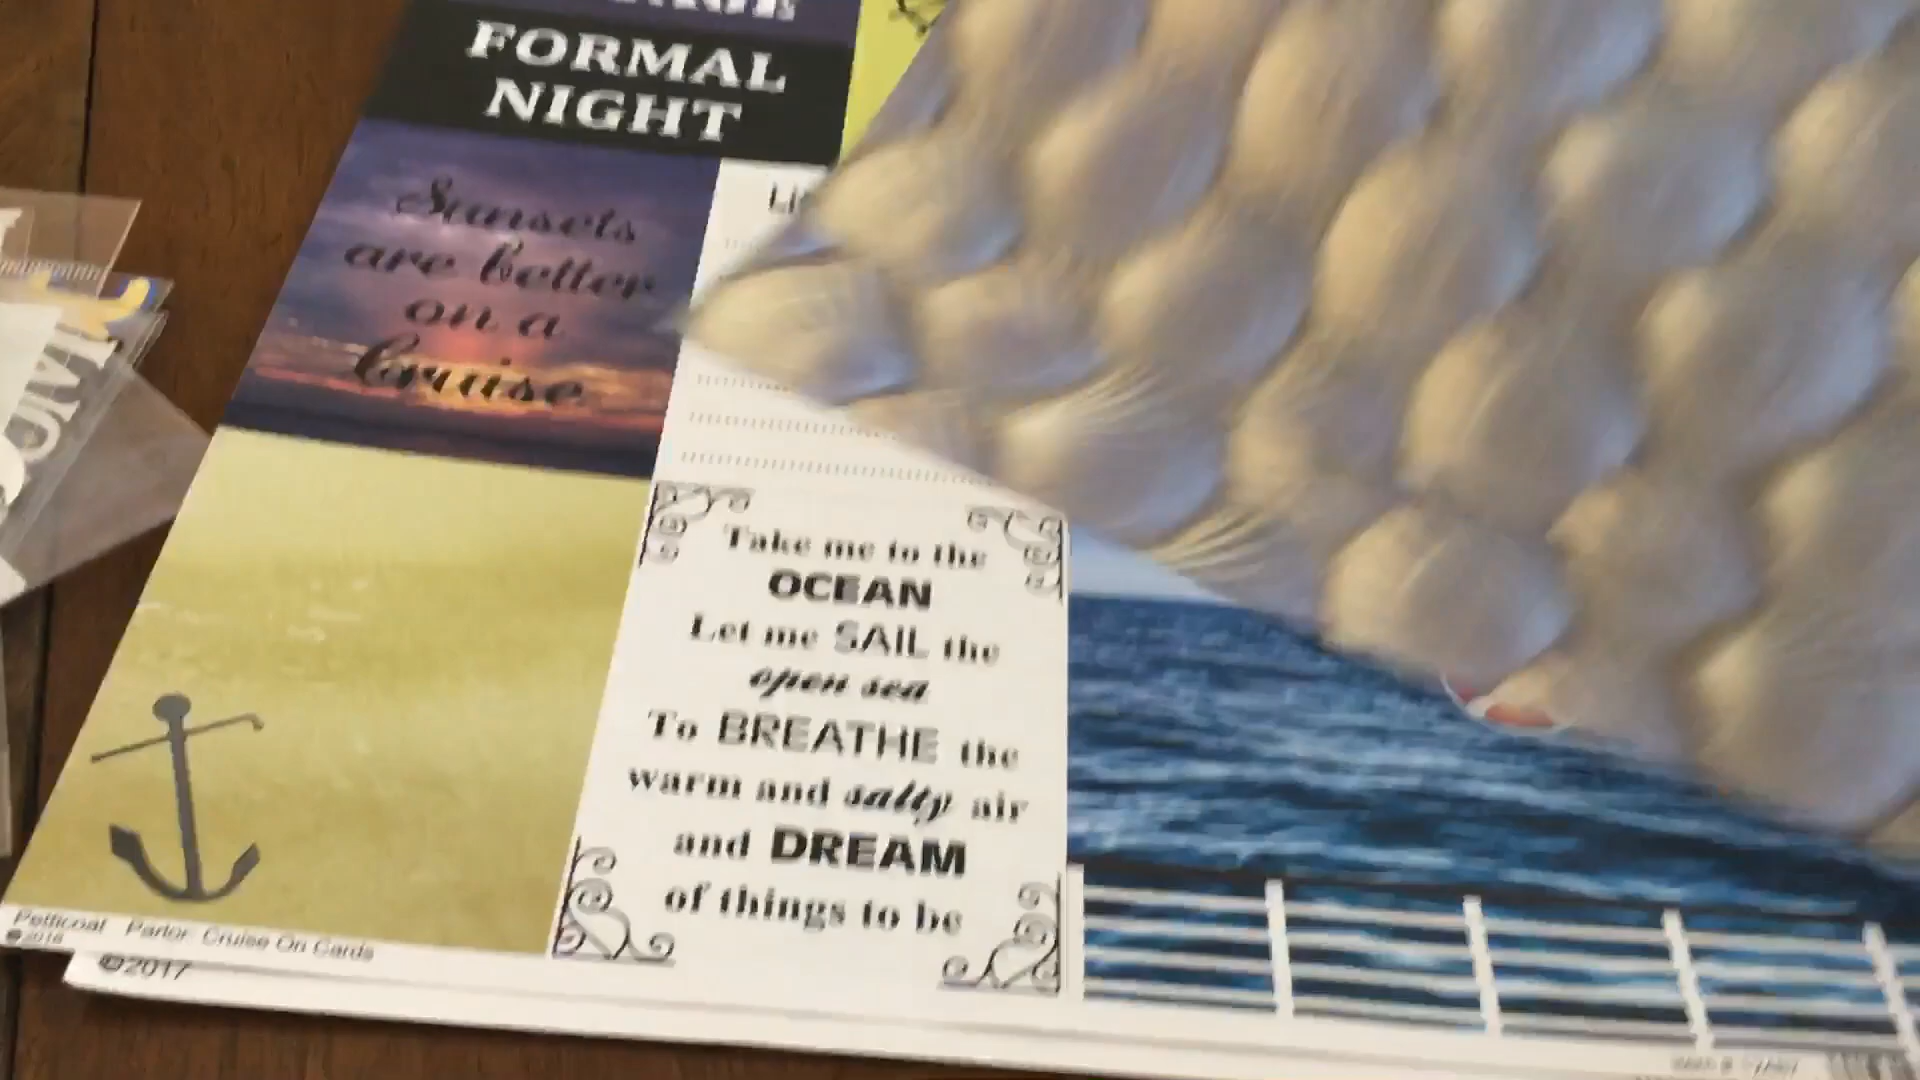 FORMAL
NIGHT
Sunsets
are better
on a
Cruise
Take me to the
OCEAN
Let me SAIL the
open sea
To BREATHE the
warm and salty air
and DREAM
of things to be
Petticoat Parlor: Cruise On Cards
©2016
©2017